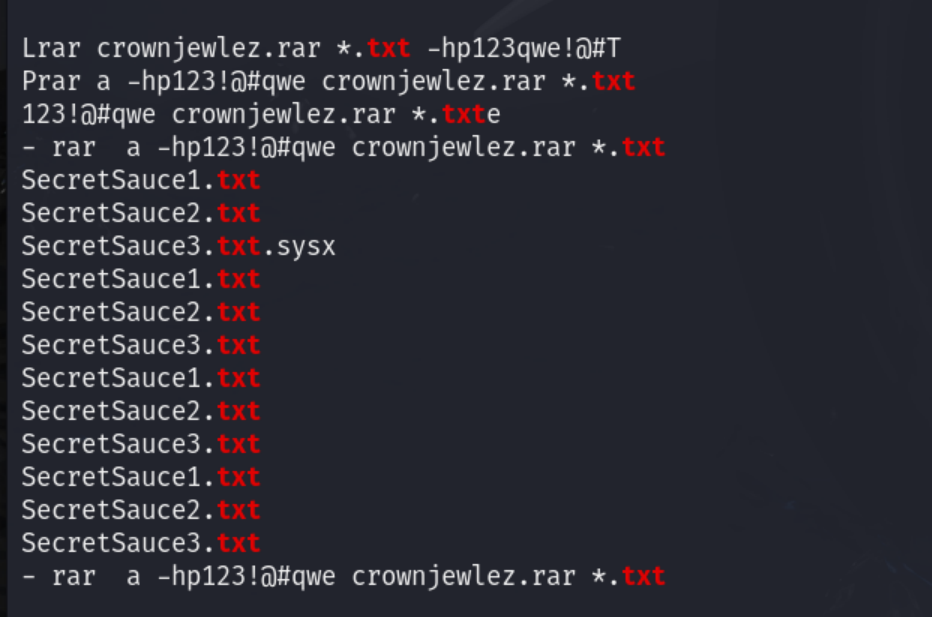 Lrar crownjewlez.rar *.txt -hp123qwe!@#T
Prar a -hp123!@#qwe crownjewlez.rar *.txt
123!@#qwe crownjewlez.rar *.txte
- rar  a -hp123!@#qwe crownjewlez.rar *.txt
SecretSauce1.txt
SecretSauce2.txt
SecretSauce3.txt.sysx
SecretSauce1.txt
SecretSauce2.txt
SecretSauce3.txt
SecretSauce1.txt
SecretSauce2.txt
SecretSauce3.txt
SecretSauce1.txt
SecretSauce2.txt
SecretSauce3.txt
- rar  a -hp123!@#qwe crownjewlez.rar *.txt